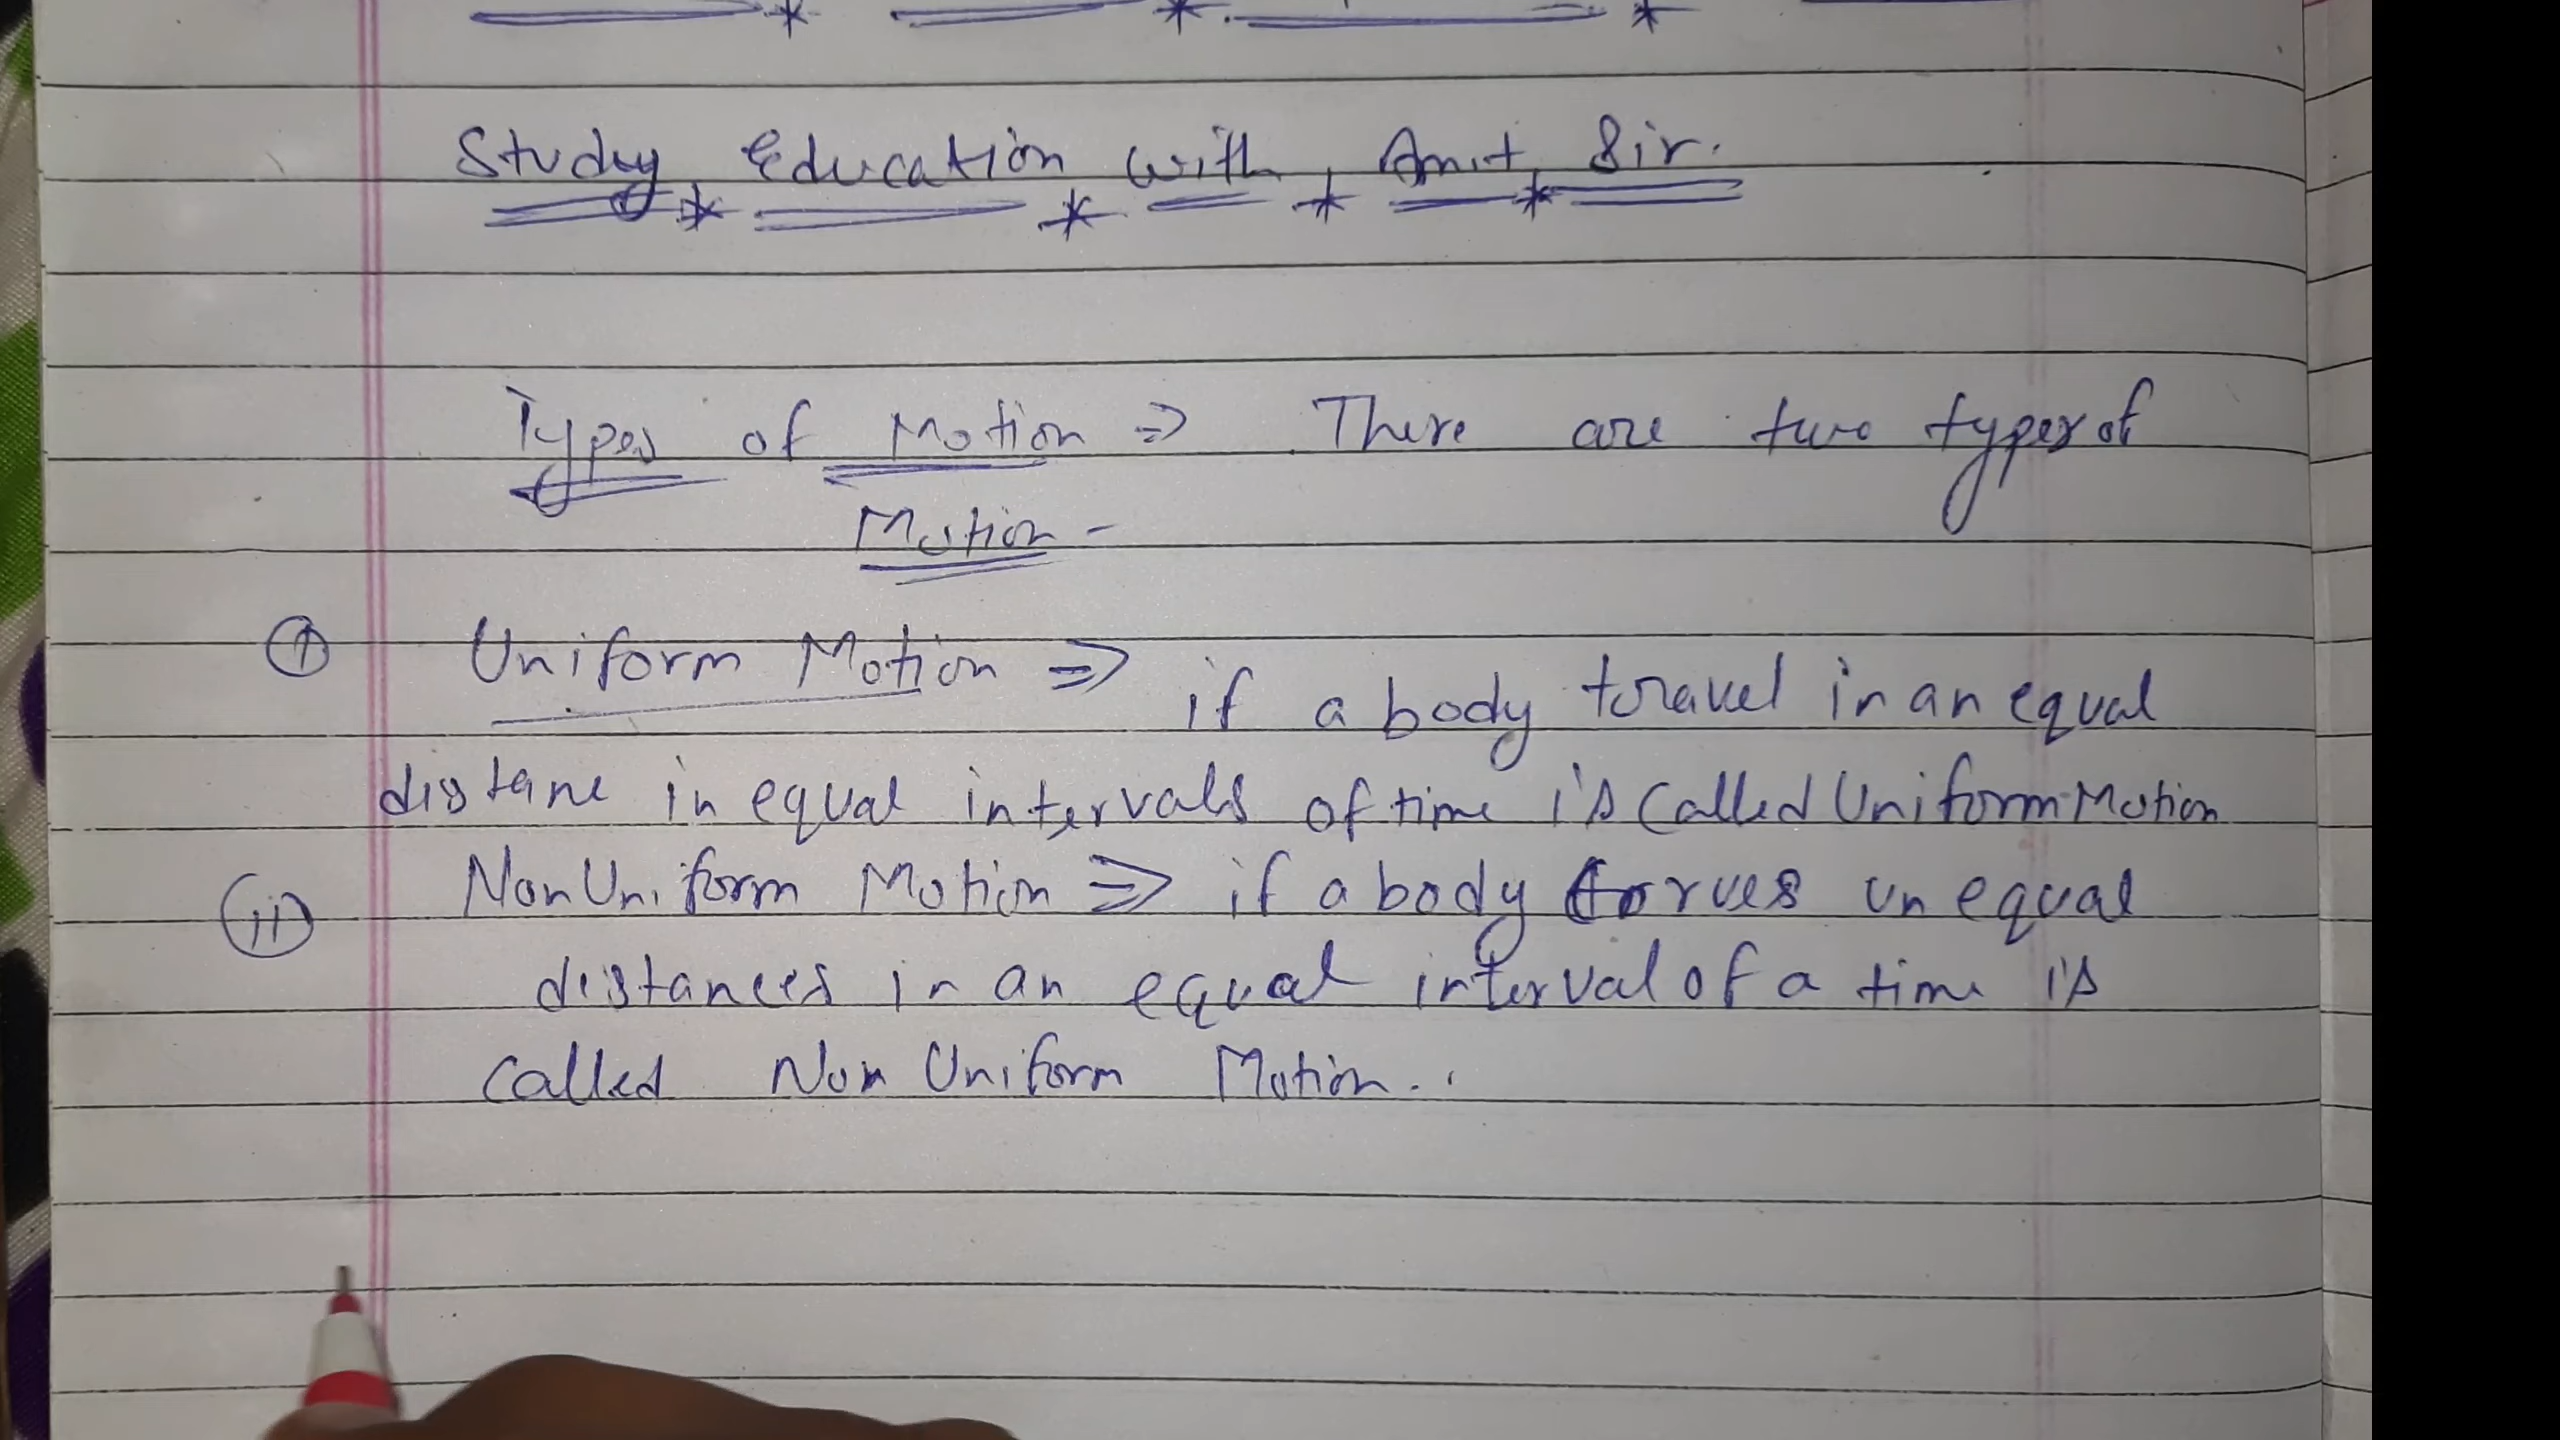 Study Education with Amit Sir.
Types of Motion => There are two types of
Motion -
(i) Uniform Motion => if a body travel in an equal
distane in equal intervals of time is Called Uniform Motion
(ii) Non Uniform Motion => if a body un equal
distances in an equal interval of a time is
called Non Uniform Motion..